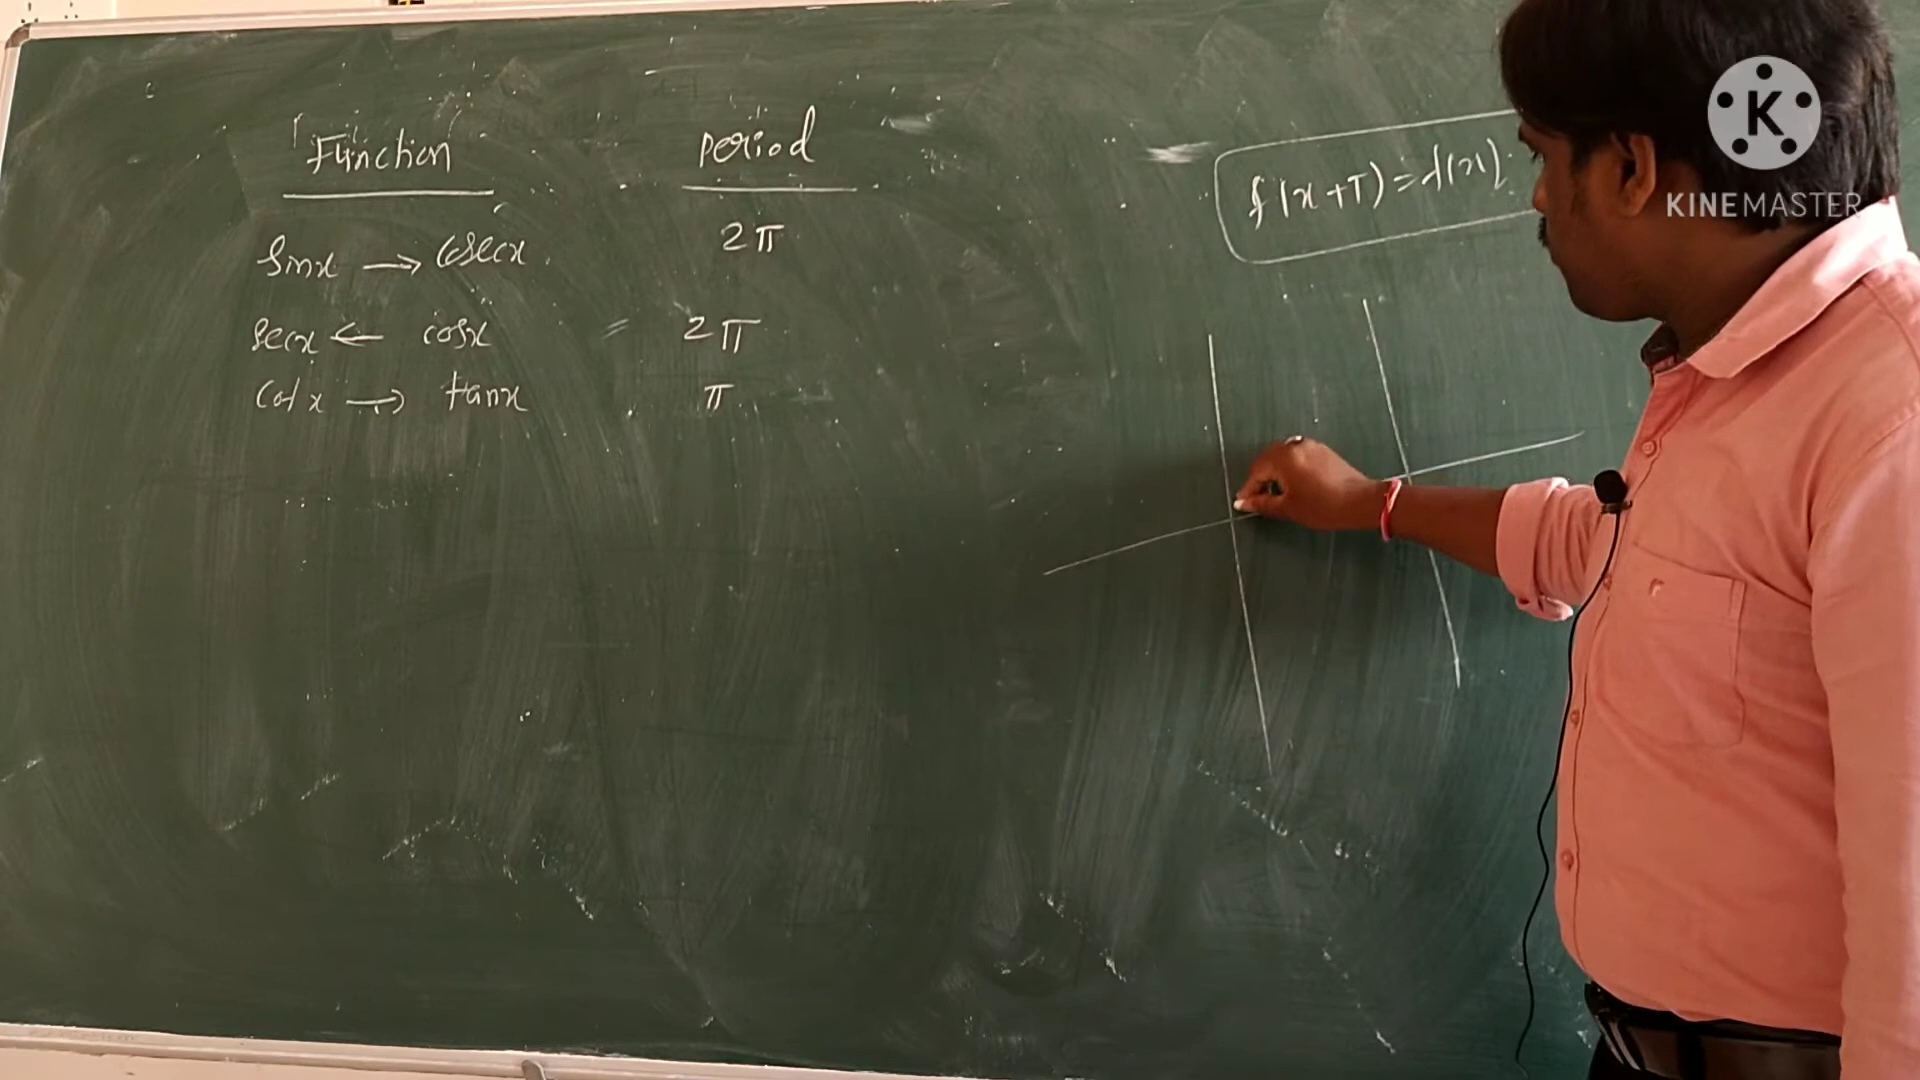 Function period
sinx → cosecx 2π
secx ← cosx = 2π
cotx → tanx π
f(x+T)=f(x)
K
KINEMASTER